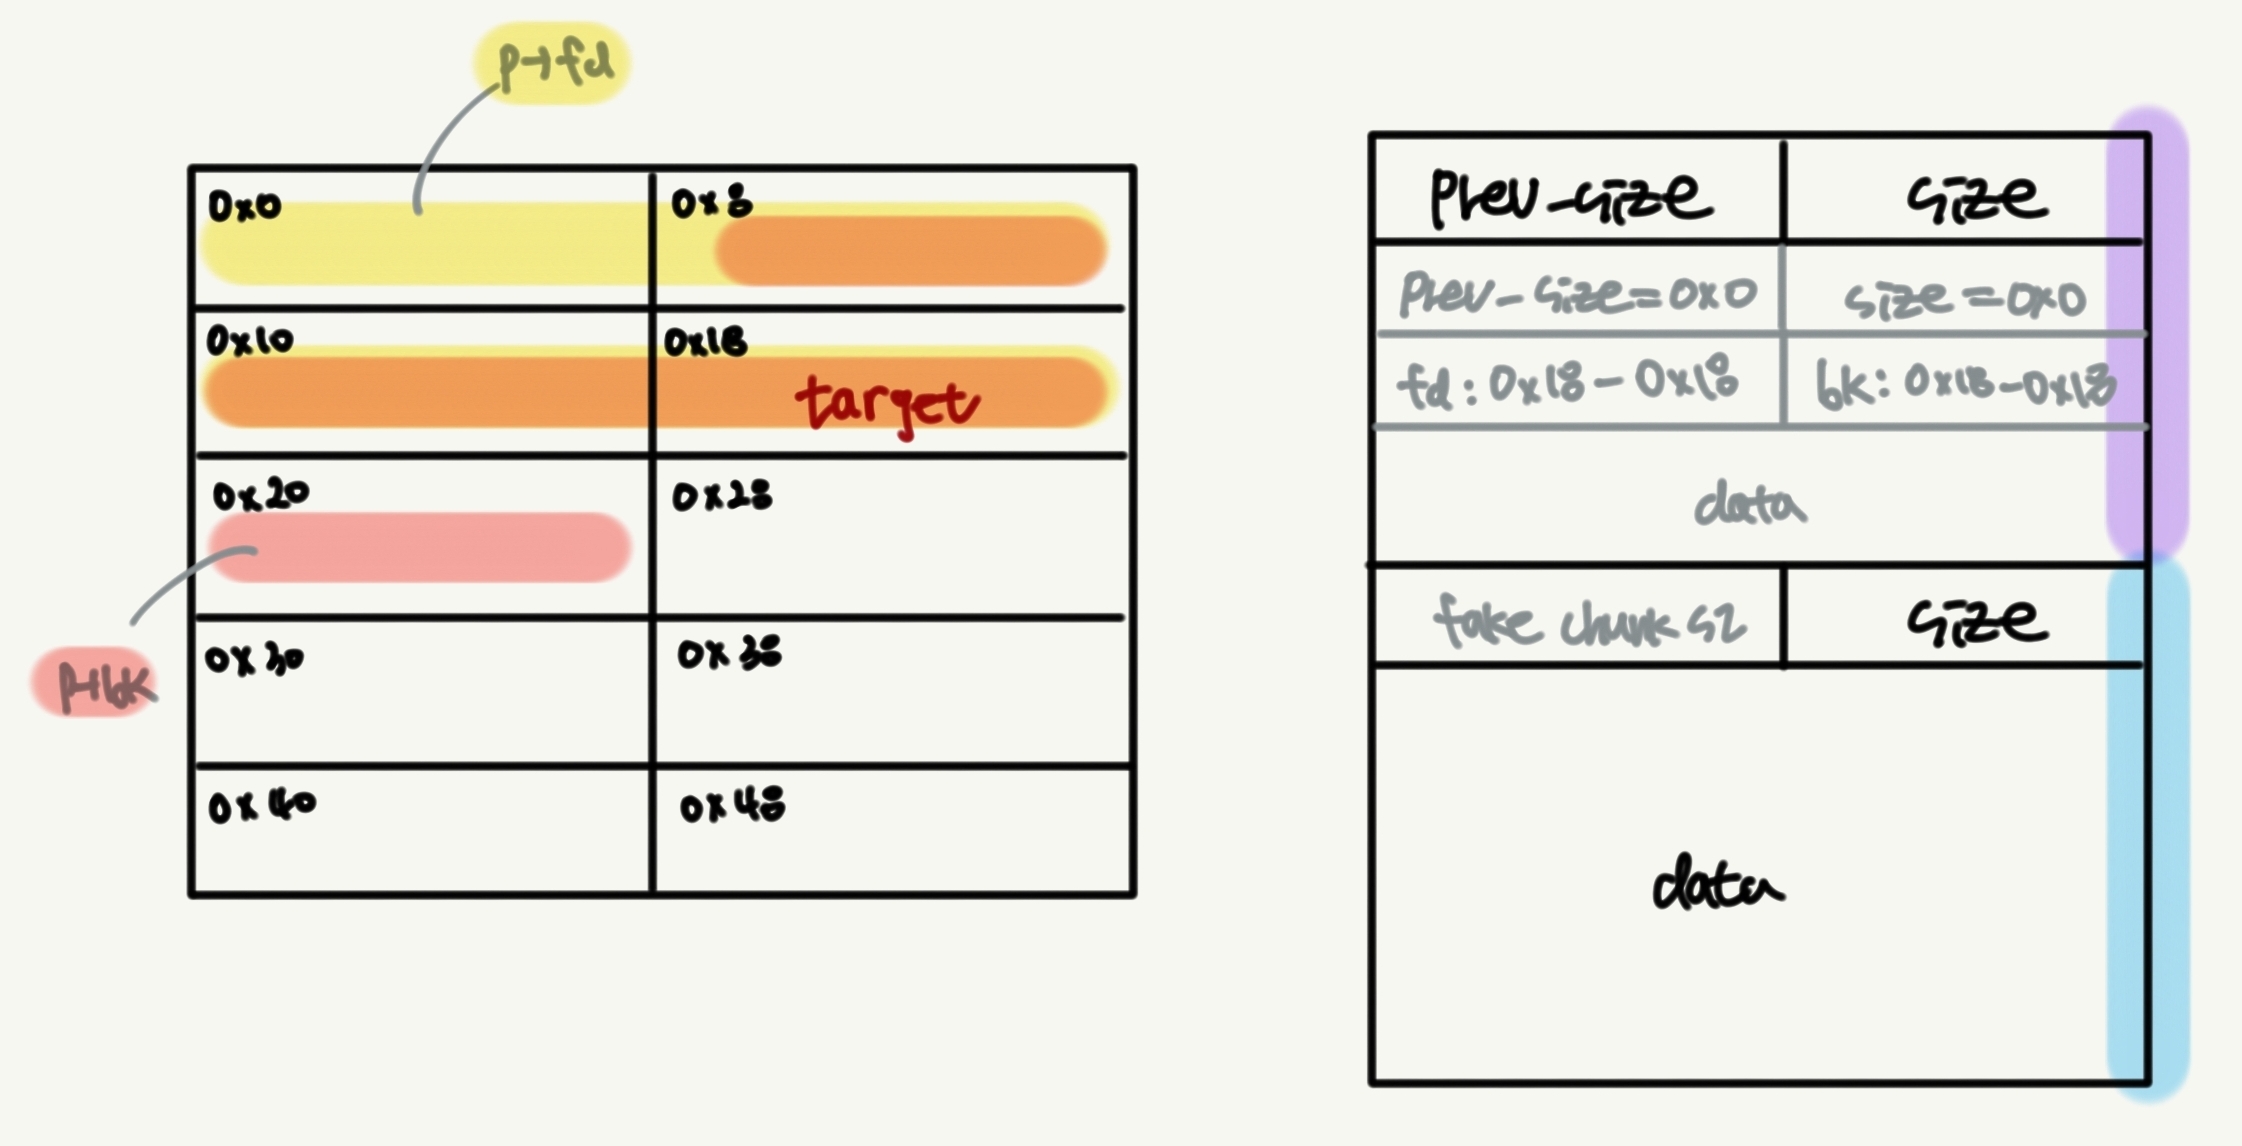 p→fd
0x0 0x8
0x10 0x18
target
0x20 0x28
p→bk
0x30 0x38
0x40 0x48
Prev_size size
Prev_size=0x0 size=0x0
fd: 0x18-0x18 bk: 0x18-0x18
data
fake chunk sz size
data